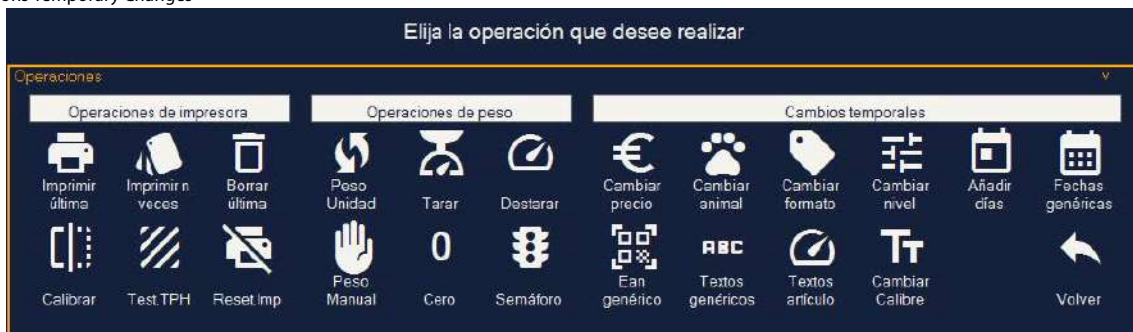 Elija la operación que desee realizar
Operaciones
Operaciones de impresora
Operaciones de peso
Cambios temporales
Imprimir última
Imprimir n veces
Borrar última
Peso Unidad
Tarar
Destarar
Cambiar precio
Cambiar animal
Cambiar formato
Cambiar nivel
Añadir días
Fechas genéricas
Calibrar
Test.TPH
Reset.Imp
Peso Manual
0
Cero
Semáforo
Ean genérico
ABC
Textos genéricos
Textos artículo
Tt
Cambiar Calibre
Volver